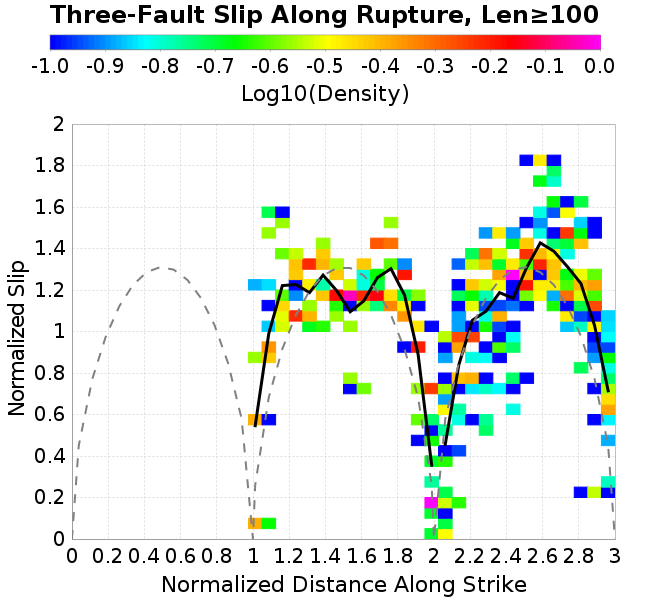 Three-Fault Slip Along Rupture, Len≥100
-1.0 -0.9 -0.8 -0.7 -0.6 -0.5 -0.4 -0.3 -0.2 -0.1 0.0
Log10(Density)
2
1.8
1.6
1.4
1.2
1
0.8
0.6
0.4
0.2
0
Normalized Slip
0 0.2 0.4 0.6 0.8 1 1.2 1.4 1.6 1.8 2 2.2 2.4 2.6 2.8 3
Normalized Distance Along Strike